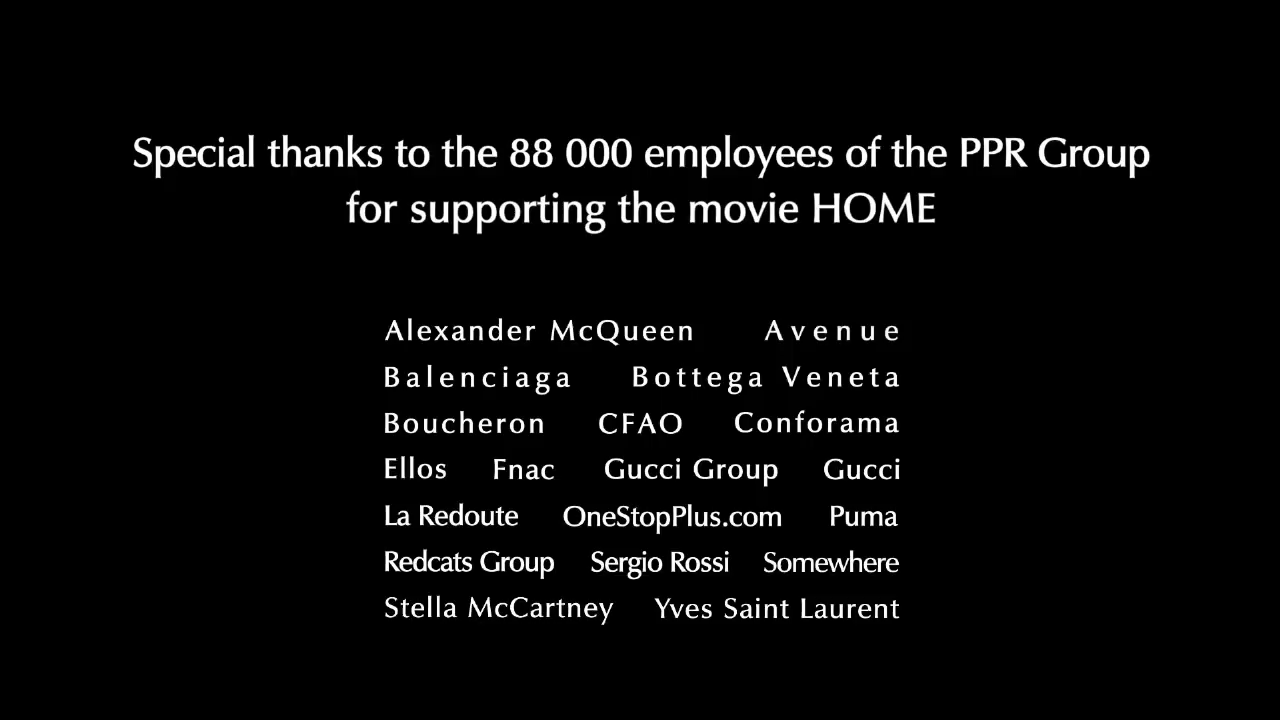 Special thanks to the 88 000 employees of the PPR Group
for supporting the movie HOME
Alexander McQueen Avenue
Balenciaga Bottega Veneta
Boucheron CFAO Conforama
Ellos Fnac Gucci Group Gucci
La Redoute OneStopPlus.com Puma
Redcats Group Sergio Rossi Somewhere
Stella McCartney Yves Saint Laurent